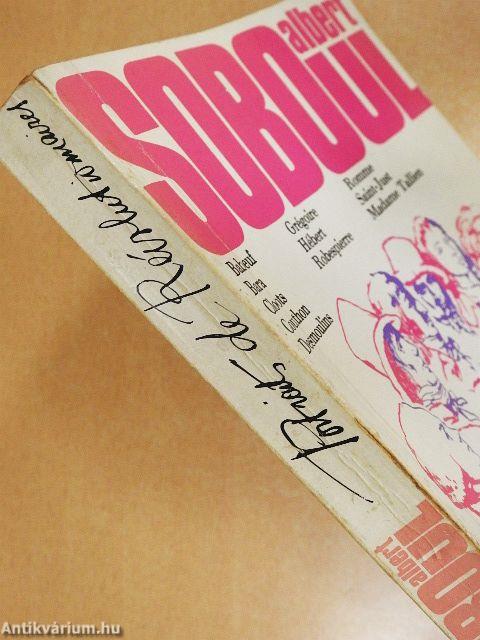 albert
SOBOUL
Babeuf
Bara
Cloots
Couthon
Desmoulins
Grégoire
Hébert
Robespierre
Romme
Saint-Just
Madame Tallien
Portraits de Révolutionnaires
albert
SOBOUL
Antikvárium.hu